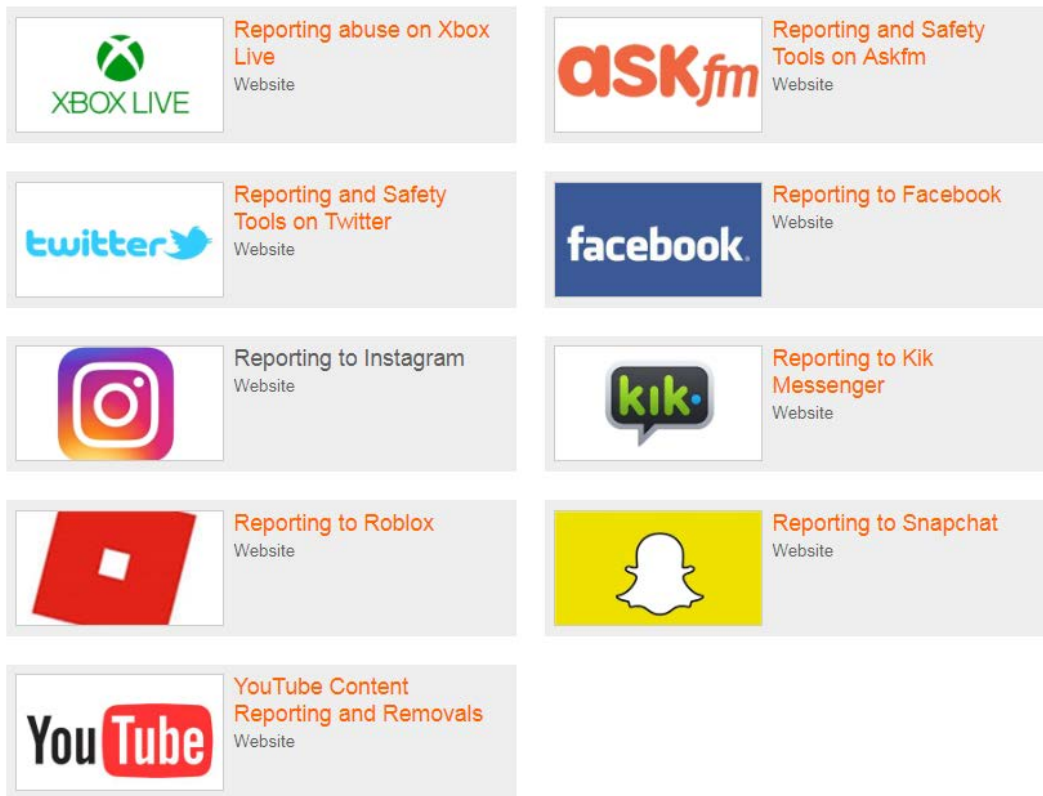 XBOX LIVE
Reporting abuse on Xbox
Live
Website
askfm
Reporting and Safety
Tools on Askfm
Website
twitter
Reporting and Safety
Tools on Twitter
Website
facebook.
Reporting to Facebook
Website
Reporting to Instagram
Website
kik
Reporting to Kik
Messenger
Website
Reporting to Roblox
Website
Reporting to Snapchat
Website
YouTube
YouTube Content
Reporting and Removals
Website